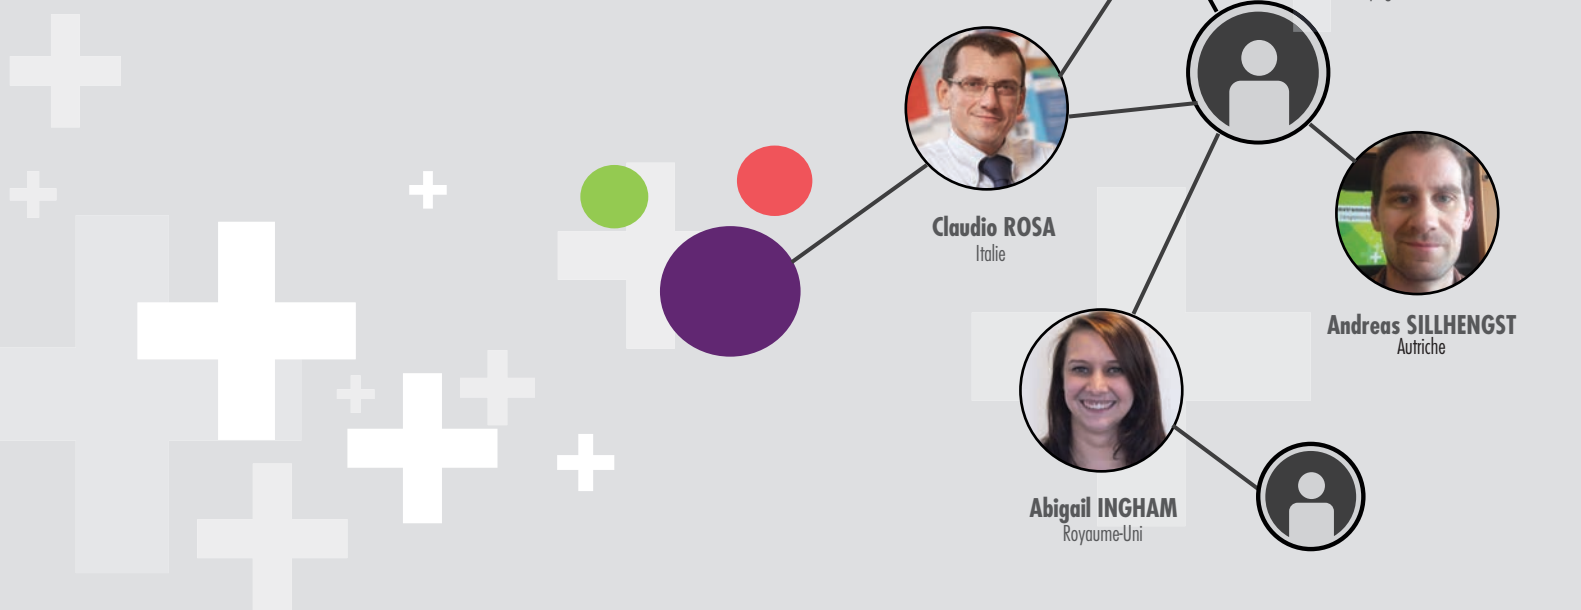 Claudio ROSA
Italie
Andreas SILLHENGST
Autriche
Abigail INGHAM
Royaume-Uni